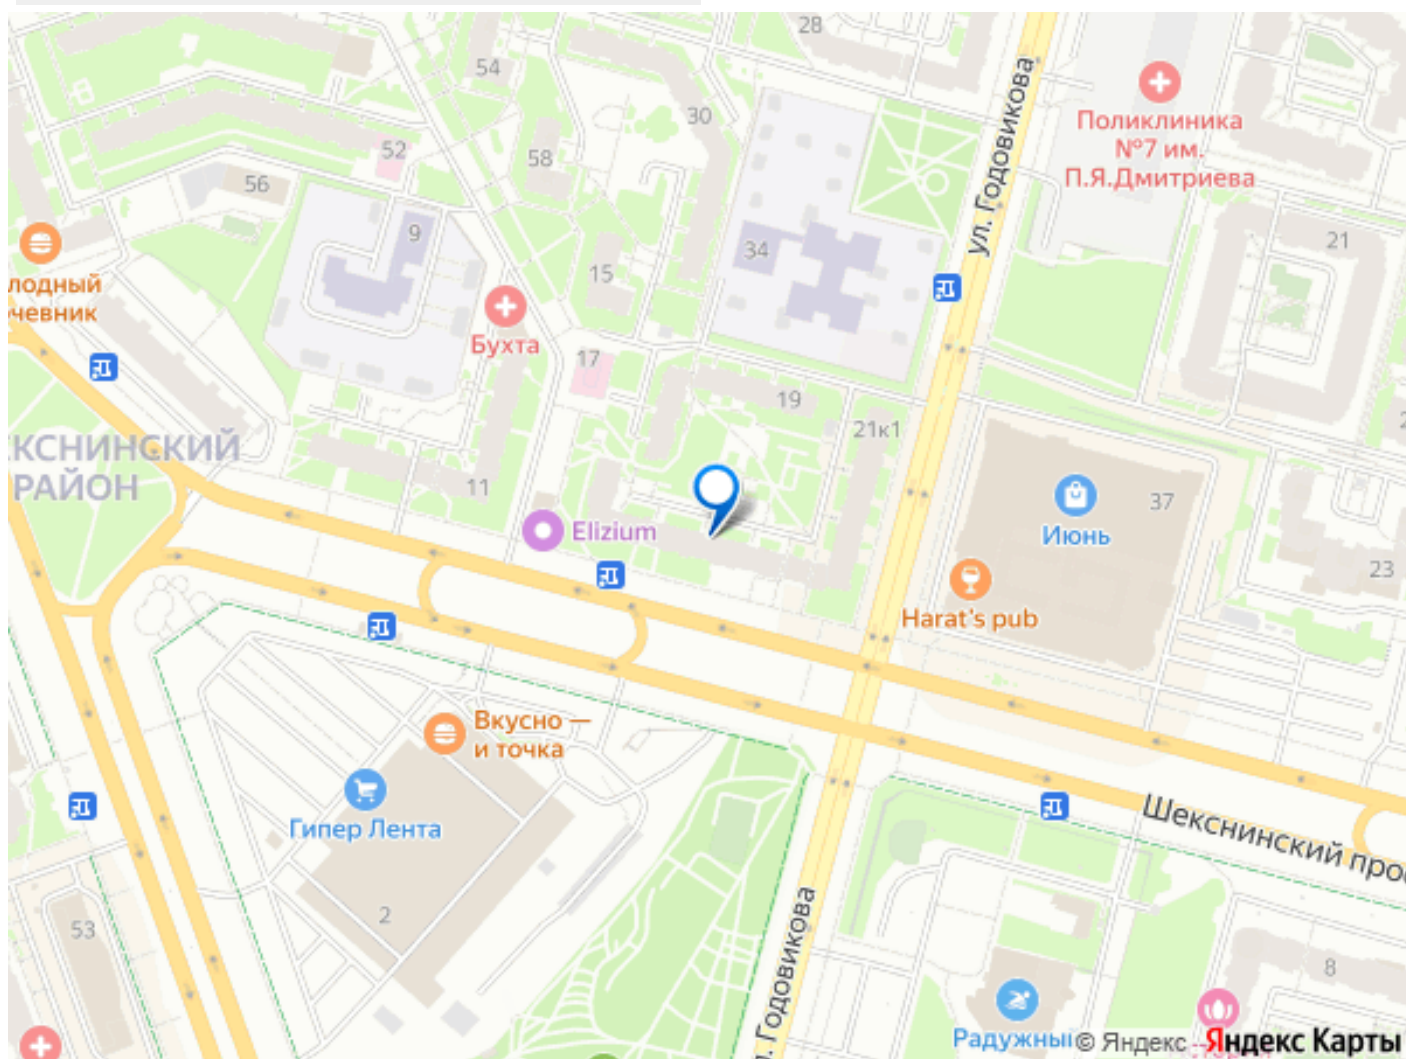 28
54
30
ул. Годовикова
Поликлиника
№7 им.
П.Я.Дмитриева
52
58
56
9
34
21
15
лодный
чевник
Бухта
17
19
21к1
КСНИНСКИЙ
РАЙОН
11
Elizium
37
Июнь
23
Harat's pub
Вкусно —
и точка
Гипер Лента
Шекснинский прос
2
53
. Годовикова
8
Радужный
© Яндекс
Яндекс Карты